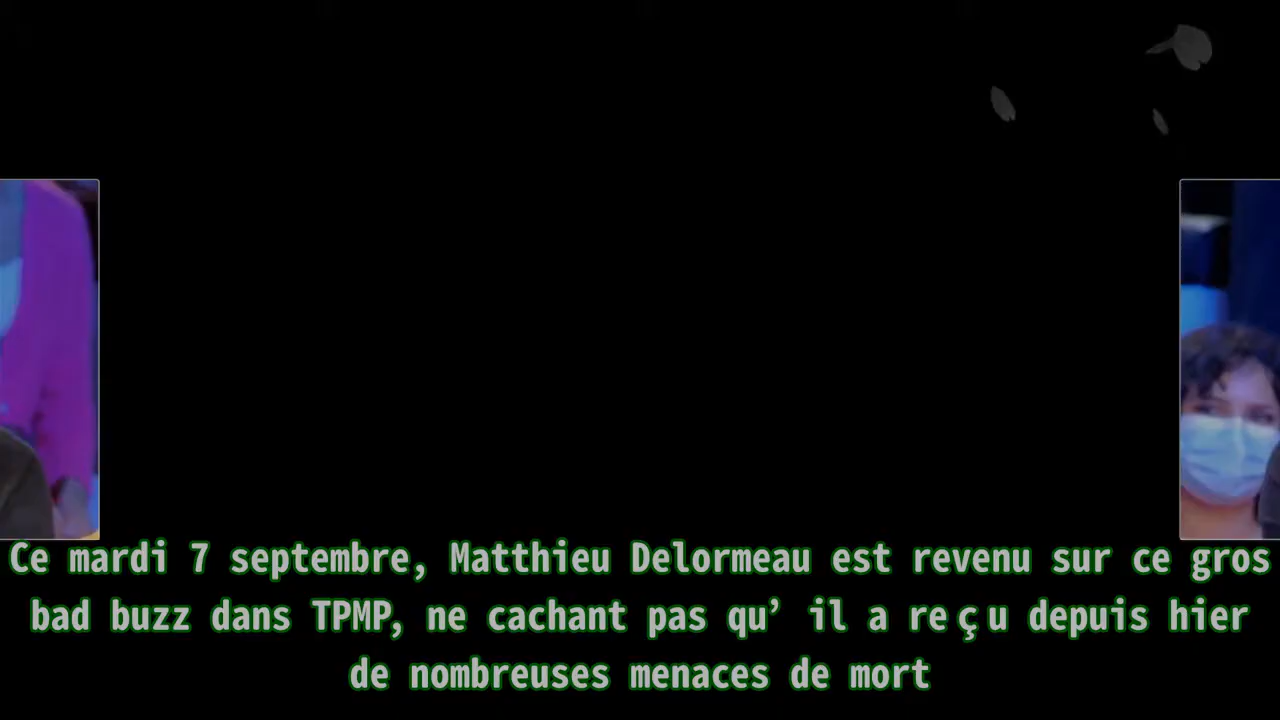 Ce mardi 7 septembre, Matthieu Delormeau est revenu sur ce gros
bad buzz dans TPMP, ne cachant pas qu’ il a reçu depuis hier
de nombreuses menaces de mort